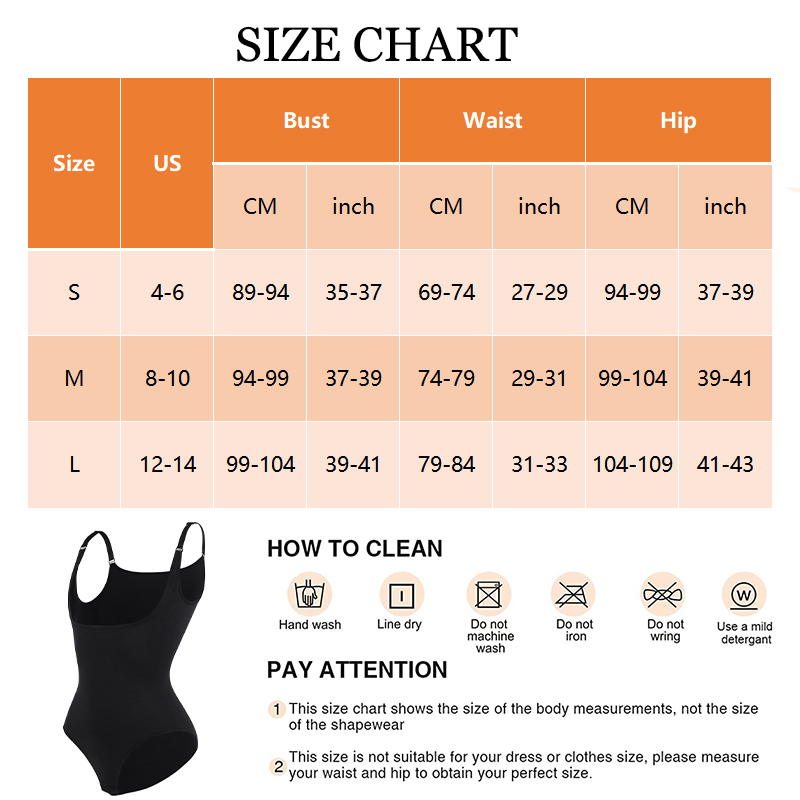 SIZE CHART
Size US Bust Waist Hip
CM inch CM inch CM inch
S 4-6 89-94 35-37 69-74 27-29 94-99 37-39
M 8-10 94-99 37-39 74-79 29-31 99-104 39-41
L 12-14 99-104 39-41 79-84 31-33 104-109 41-43
HOW TO CLEAN
I
W
Hand wash
Line dry
Do not
machine
wash
Do not
iron
Do not
wring
Use a mild
detergant
PAY ATTENTION
1 This size chart shows the size of the body measurements, not the size
of the shapewear
2 This size is not suitable for your dress or clothes size, please measure
your waist and hip to obtain your perfect size.